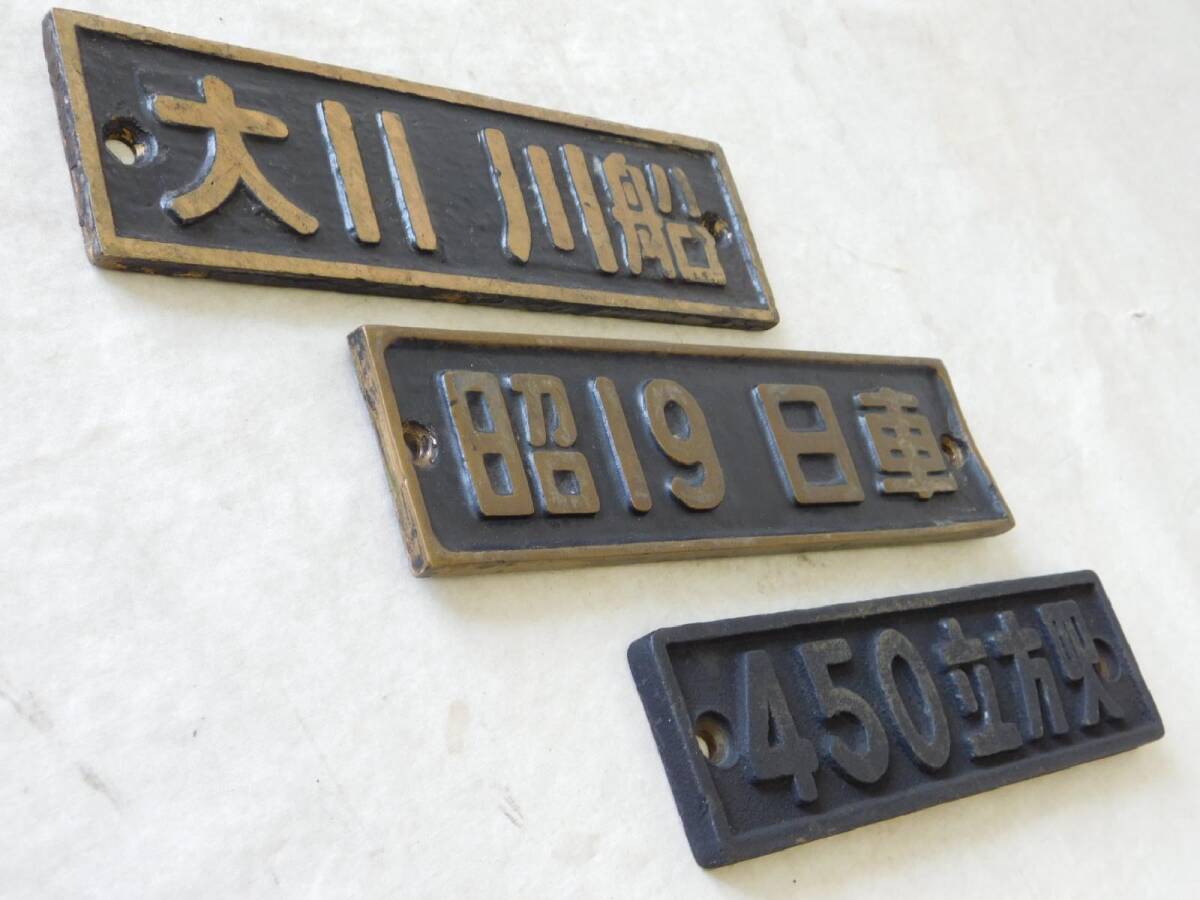 大11 川船
昭19 日車
450立方呎